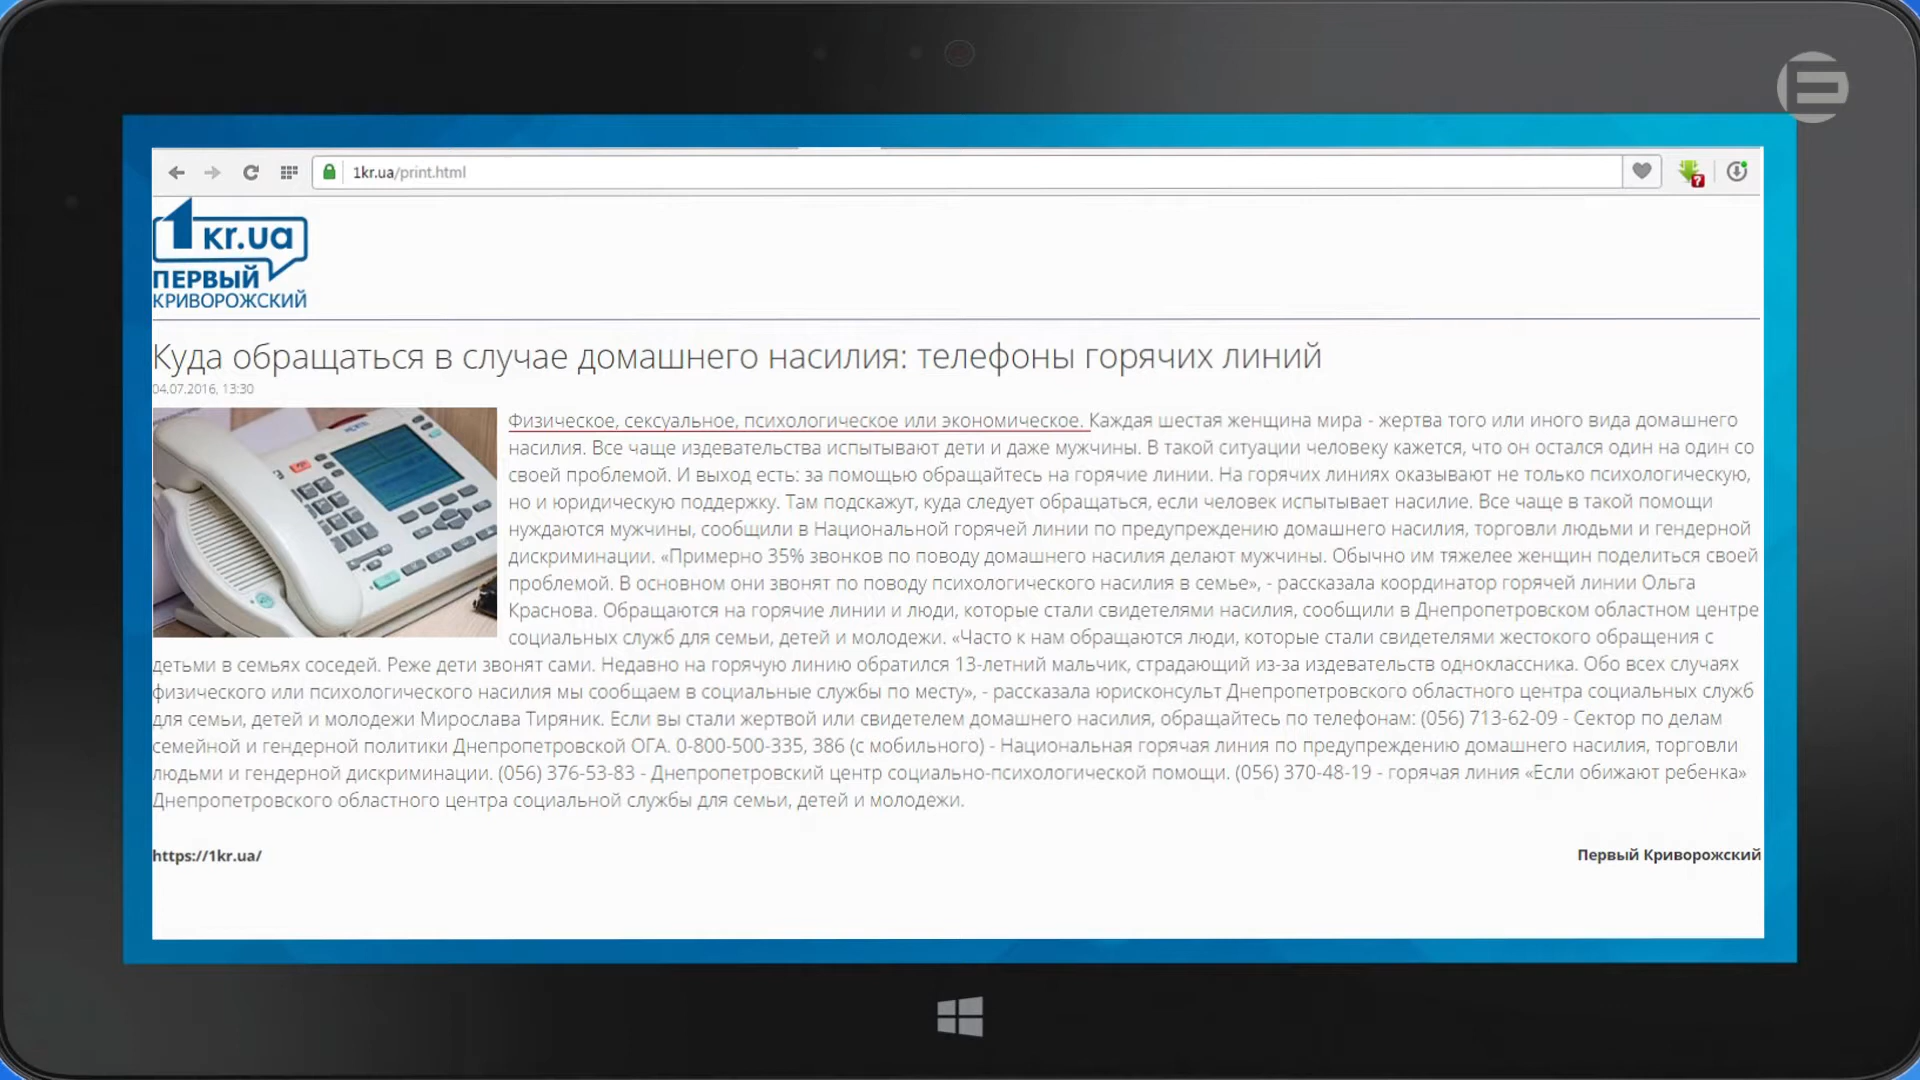 1kr.ua/print.html
1 kr.ua
ПЕРВЫЙ
КРИВОРОЖСКИЙ
Куда обращаться в случае домашнего насилия: телефоны горячих линий
04.07.2016, 13:30
Физическое, сексуальное, психологическое или экономическое. Каждая шестая женщина мира - жертва того или иного вида домашнего
насилия. Все чаще издевательства испытывают дети и даже мужчины. В такой ситуации человеку кажется, что он остался один на один со
своей проблемой. И выход есть: за помощью обращайтесь на горячие линии. На горячих линиях оказывают не только психологическую,
но и юридическую поддержку. Там подскажут, куда следует обращаться, если человек испытывает насилие. Все чаще в такой помощи
нуждаются мужчины, сообщили в Национальной горячей линии по предупреждению домашнего насилия, торговли людьми и гендерной
дискриминации. «Примерно 35% звонков по поводу домашнего насилия делают мужчины. Обычно им тяжелее женщин поделиться своей
проблемой. В основном они звонят по поводу психологического насилия в семье», - рассказала координатор горячей линии Ольга
Краснова. Обращаются на горячие линии и люди, которые стали свидетелями насилия, сообщили в Днепропетровском областном центре
социальных служб для семьи, детей и молодежи. «Часто к нам обращаются люди, которые стали свидетелями жестокого обращения с
детьми в семьях соседей. Реже дети звонят сами. Недавно на горячую линию обратился 13-летний мальчик, страдающий из-за издевательств одноклассника. Обо всех случаях
физического или психологического насилия мы сообщаем в социальные службы по месту», - рассказала юрисконсульт Днепропетровского областного центра социальных служб
для семьи, детей и молодежи Мирослава Тиряник. Если вы стали жертвой или свидетелем домашнего насилия, обращайтесь по телефонам: (056) 713-62-09 - Сектор по делам
семейной и гендерной политики Днепропетровской ОГА. 0-800-500-335, 386 (с мобильного) - Национальная горячая линия по предупреждению домашнего насилия, торговли
людьми и гендерной дискриминации. (056) 376-53-83 - Днепропетровский центр социально-психологической помощи. (056) 370-48-19 - горячая линия «Если обижают ребенка»
Днепропетровского областного центра социальной службы для семьи, детей и молодежи.
https://1kr.ua/
Первый Криворожский